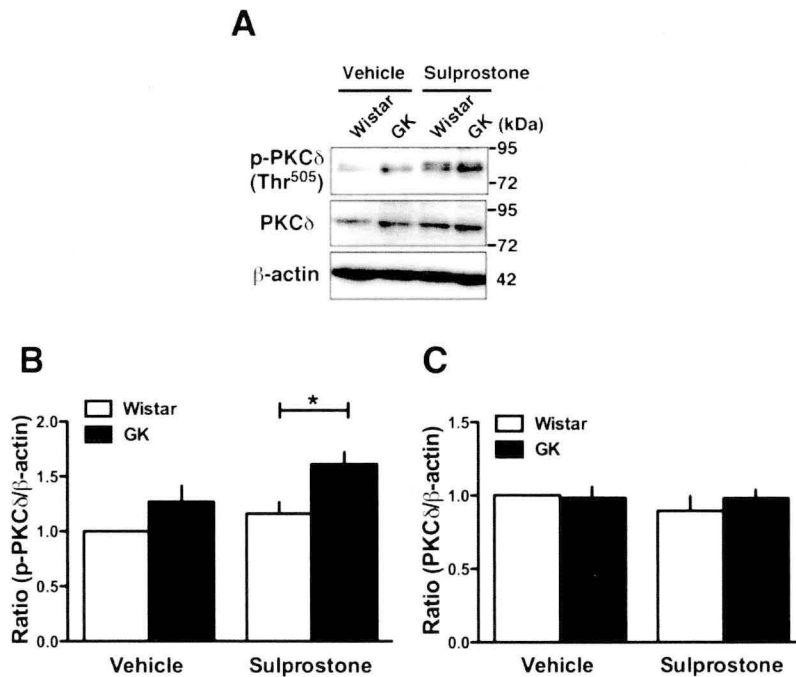 A
Vehicle Sulprostone
Wistar GK Wistar GK (kDa)
p-PKCδ
(Thr505)
95
72
PKCδ
95
72
β-actin
42
B
Wistar
GK
*
Ratio (p-PKCδ/β-actin)
2.0
1.5
1.0
0.5
0.0
Vehicle Sulprostone
C
Wistar
GK
Ratio (PKCδ/β-actin)
1.5
1.0
0.5
0.0
Vehicle Sulprostone